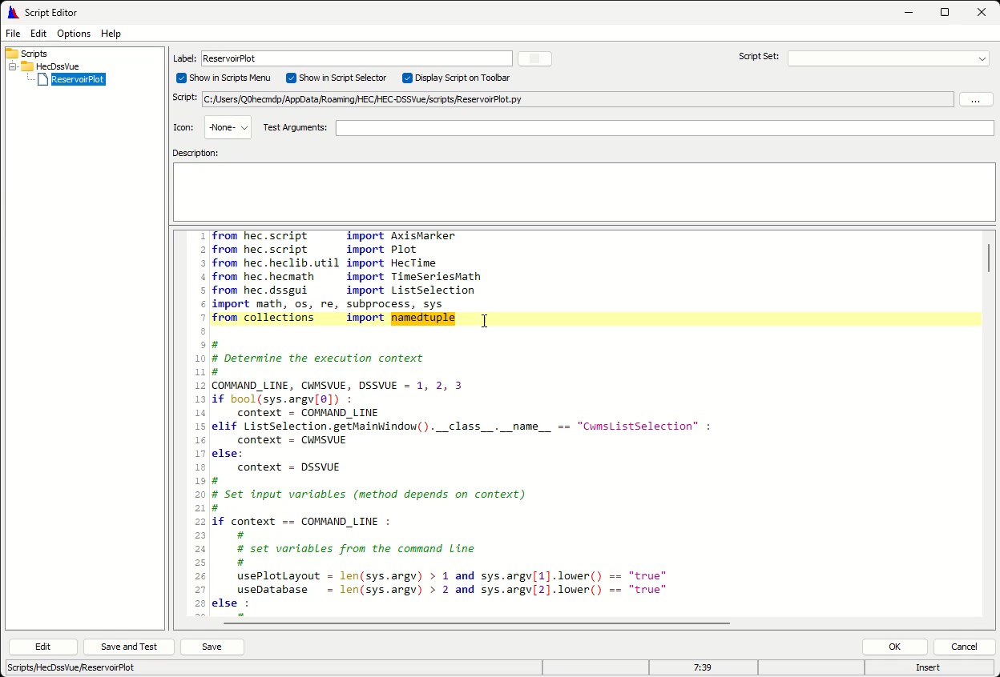 Script Editor
File Edit Options Help
Scripts
HecDssVue
ReservoirPlot
Label: ReservoirPlot
Script Set:
Show in Scripts Menu Show in Script Selector Display Script on Toolbar
Script: C:/Users/Q0hecmdp/AppData/Roaming/HEC/HEC-DSSVue/scripts/ReservoirPlot.py ...
Icon: -None- Test Arguments:
Description:
1 from hec.script import AxisMarker
2 from hec.script import Plot
3 from hec.heclib.util import HecTime
4 from hec.hecmath import TimeSeriesMath
5 from hec.dssgui import ListSelection
6 import math, os, re, subprocess, sys
7 from collections import namedtuple
8
9 #
10 # Determine the execution context
11 #
12 COMMAND_LINE, CWMSVUE, DSSVUE = 1, 2, 3
13 if bool(sys.argv[0]) :
14 context = COMMAND_LINE
15 elif ListSelection.getMainWindow().__class__.__name__ == "CwmsListSelection" :
16 context = CWMSVUE
17 else:
18 context = DSSVUE
19 #
20 # Set input variables (method depends on context)
21 #
22 if context == COMMAND_LINE :
23 #
24 # set variables from the command line
25 #
26 usePlotLayout = len(sys.argv) > 1 and sys.argv[1].lower() == "true"
27 useDatabase = len(sys.argv) > 2 and sys.argv[2].lower() == "true"
28 else :
29 #
Edit Save and Test Save OK Cancel
Scripts/HecDssVue/ReservoirPlot 7:39 Insert